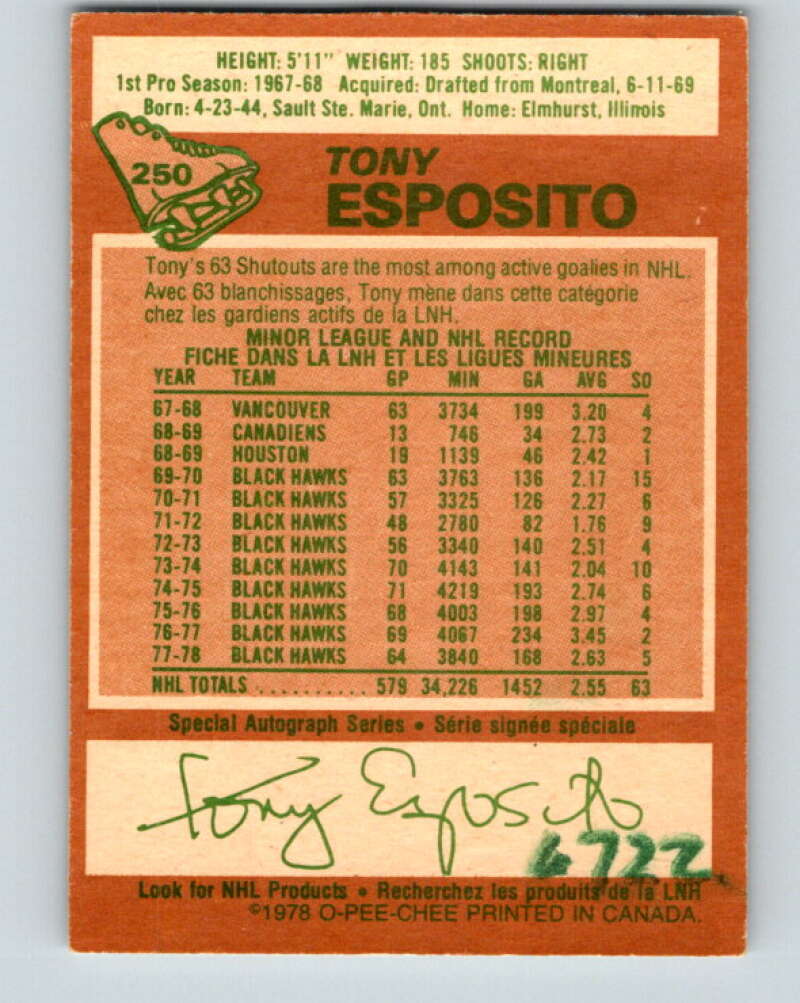 HEIGHT: 5'11" WEIGHT: 185 SHOOTS: RIGHT
1st Pro Season: 1967-68 Acquired: Drafted from Montreal, 6-11-69
Born: 4-23-44, Sault Ste. Marie, Ont. Home: Elmhurst, Illinois
250
TONY
ESPOSITO
Tony's 63 Shutouts are the most among active goalies in NHL.
Avec 63 blanchissages, Tony mène dans cette catégorie
chez les gardiens actifs de la LNH.
MINOR LEAGUE AND NHL RECORD
FICHE DANS LA LNH ET LES LIGUES MINEURES
YEAR TEAM GP MIN GA AVG SO
67-68 VANCOUVER 63 3734 199 3.20 4
68-69 CANADIENS 13 746 34 2.73 2
68-69 HOUSTON 19 1139 46 2.42 1
69-70 BLACK HAWKS 63 3763 136 2.17 15
70-71 BLACK HAWKS 57 3325 126 2.27 6
71-72 BLACK HAWKS 48 2780 82 1.76 9
72-73 BLACK HAWKS 56 3340 140 2.51 4
73-74 BLACK HAWKS 70 4143 141 2.04 10
74-75 BLACK HAWKS 71 4219 193 2.74 6
75-76 BLACK HAWKS 68 4003 198 2.97 4
76-77 BLACK HAWKS 69 4067 234 3.45 2
77-78 BLACK HAWKS 64 3840 168 2.63 5
NHL TOTALS .......... 579 34,226 1452 2.55 63
Special Autograph Series • Série signée spéciale
Tony Esposito
6722
Look for NHL Products • Recherchez les produits de la LNH
©1978 O-PEE-CHEE PRINTED IN CANADA.